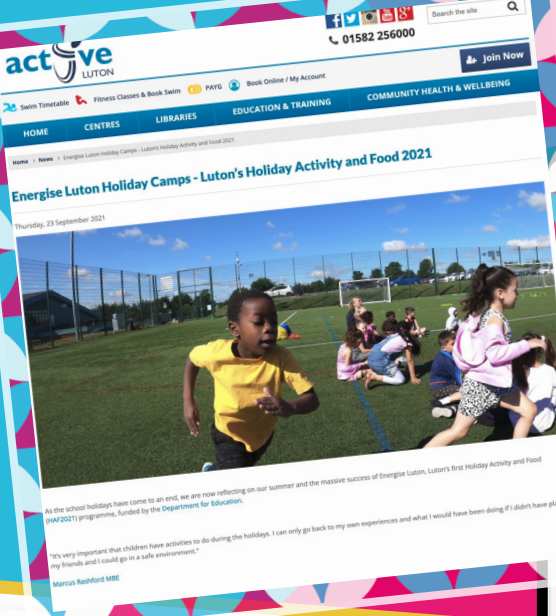 active
LUTON
Search the site
01582 256000
Join Now
Swim Timetable Fitness Classes & Book Swim PAYG Book Online / My Account
HOME CENTRES LIBRARIES EDUCATION & TRAINING COMMUNITY HEALTH & WELLBEING
Home > News > Energise Luton Holiday Camps - Luton's Holiday Activity and Food 2021
Energise Luton Holiday Camps - Luton's Holiday Activity and Food 2021
Thursday, 23 September 2021
As the school holidays have come to an end, we are now reflecting on our summer and the massive success of Energise Luton, Luton's first Holiday Activity and Food
(HAF2021) programme, funded by the Department for Education.
"It's very important that children have activities to do during the holidays. I can only go back to my own experiences and what I would have been doing if I didn't have
my friends and I could go in a safe environment."
Marcus Rashford MBE